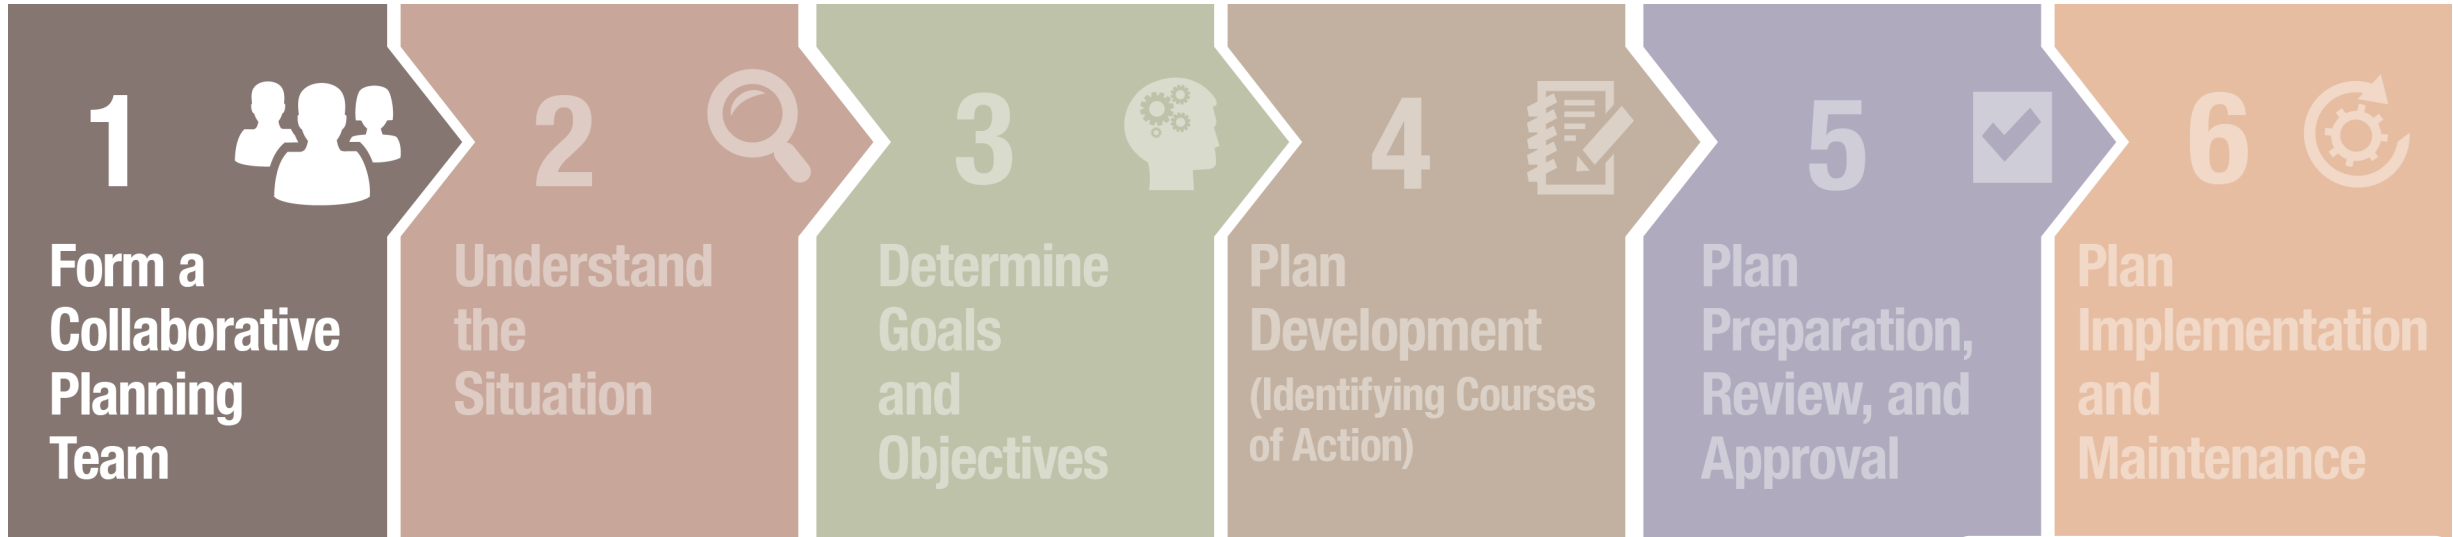 1
Form a
Collaborative
Planning
Team
2
Understand
the
Situation
3
Determine
Goals
and
Objectives
4
Plan
Development
(Identifying Courses
of Action)
5
Plan
Preparation,
Review, and
Approval
6
Plan
Implementation
and
Maintenance